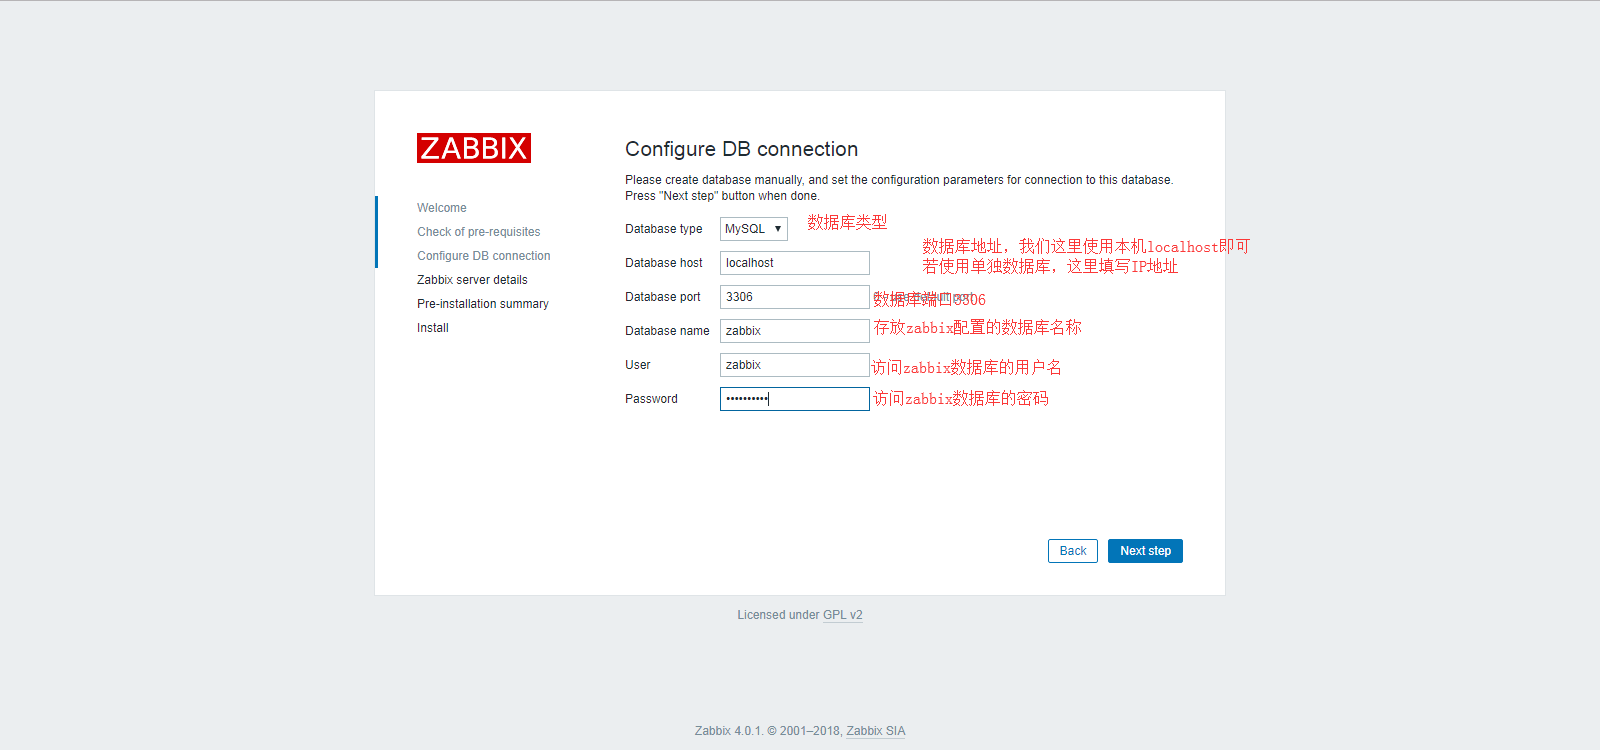 ZABBIX
Welcome
Check of pre-requisites
Configure DB connection
Zabbix server details
Pre-installation summary
Install
Configure DB connection
Please create database manually, and set the configuration parameters for connection to this database.
Press "Next step" button when done.
Database type MySQL 数据库类型
数据库地址，我们这里使用本机localhost即可
Database host localhost
若使用单独数据库，这里填写IP地址
Database port 3306 数据库端口3306
Database name zabbix 存放zabbix配置的数据库名称
User zabbix 访问zabbix数据库的用户名
Password •••••••••• 访问zabbix数据库的密码
Back Next step
Licensed under GPL v2
Zabbix 4.0.1. © 2001–2018, Zabbix SIA